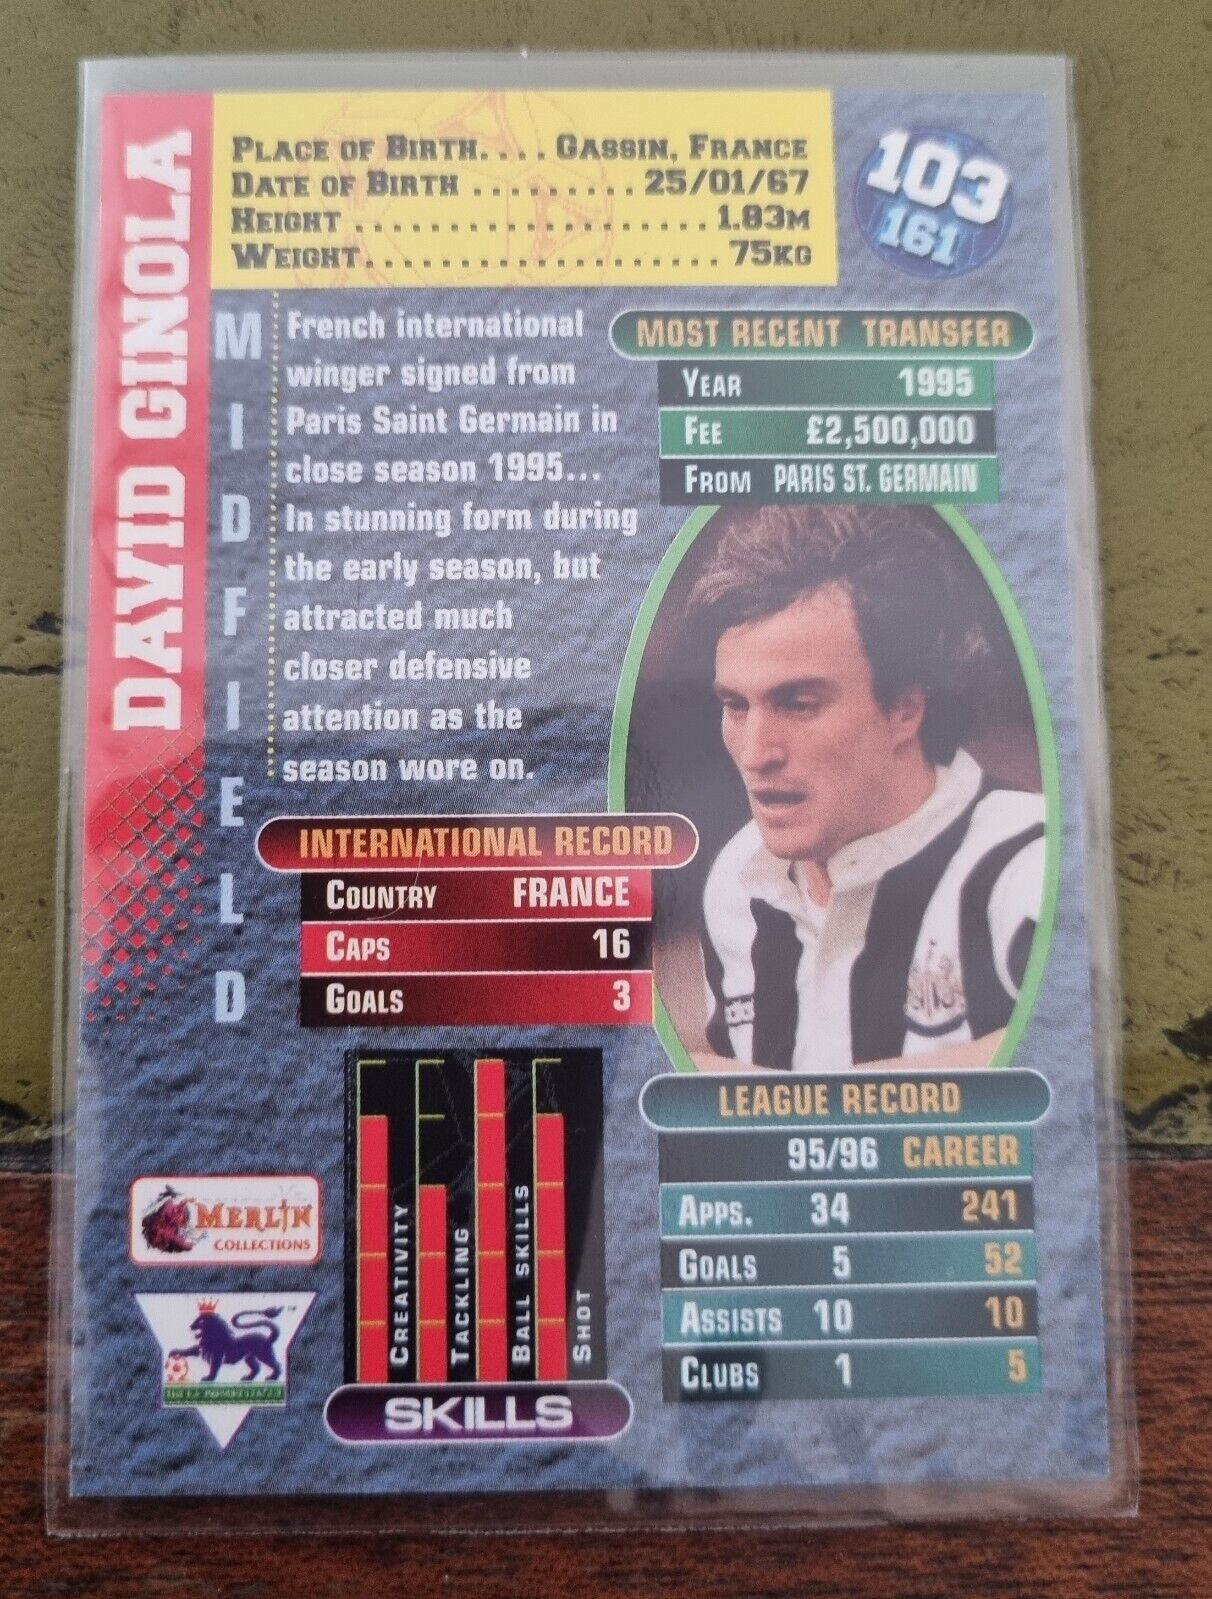 DAVID GINOLA
PLACE OF BIRTH.... GASSIN, FRANCE
DATE OF BIRTH ......... 25/01/67
HEIGHT .................... 1.83M
WEIGHT.................... 75KG
103
161
MIDFIELD
French international
winger signed from
Paris Saint Germain in
close season 1995...
In stunning form during
the early season, but
attracted much
closer defensive
attention as the
season wore on.
MOST RECENT TRANSFER
YEAR 1995
FEE £2,500,000
FROM PARIS ST. GERMAIN
INTERNATIONAL RECORD
COUNTRY FRANCE
CAPS 16
GOALS 3
CREATIVITY
TACKLING
BALL SKILLS
SHOT
SKILLS
LEAGUE RECORD
95/96 CAREER
APPS. 34 241
GOALS 5 52
ASSISTS 10 10
CLUBS 1 5
MERLIN
COLLECTIONS